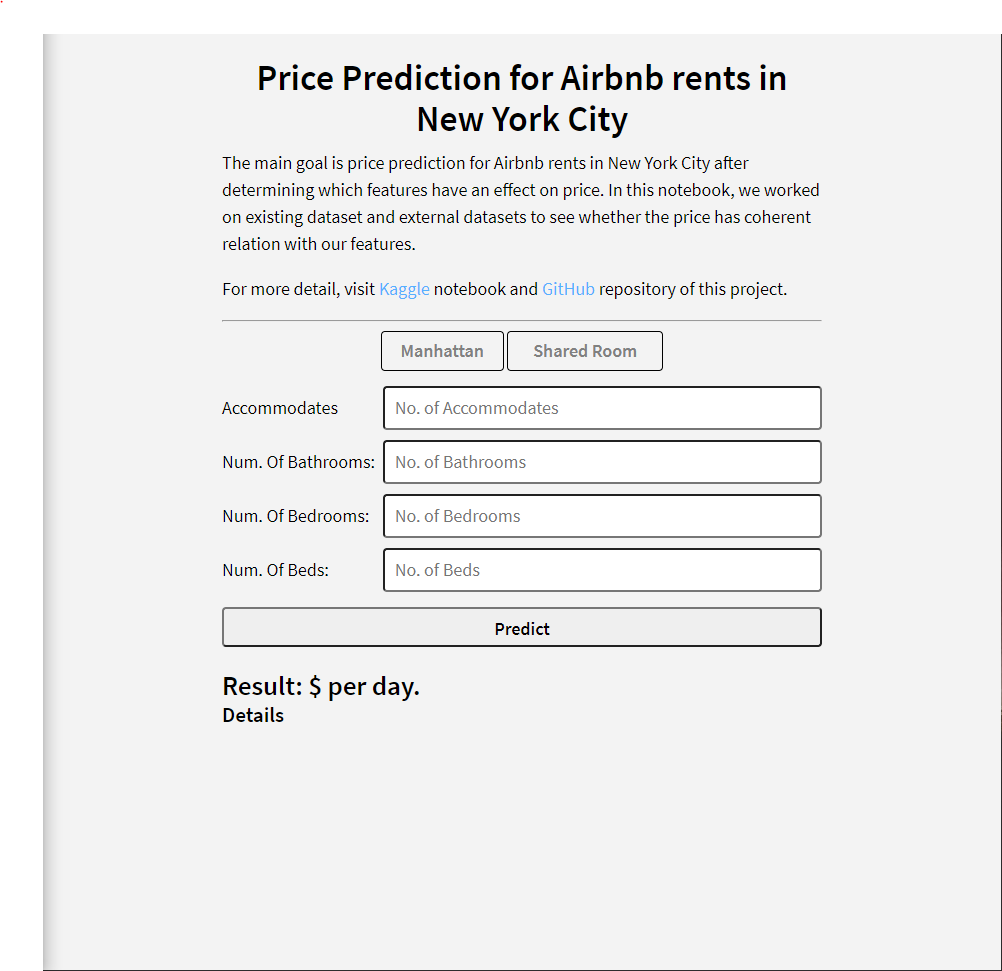 Price Prediction for Airbnb rents in
New York City
The main goal is price prediction for Airbnb rents in New York City after
determining which features have an effect on price. In this notebook, we worked
on existing dataset and external datasets to see whether the price has coherent
relation with our features.
For more detail, visit Kaggle notebook and GitHub repository of this project.
Manhattan Shared Room
Accommodates No. of Accommodates
Num. Of Bathrooms: No. of Bathrooms
Num. Of Bedrooms: No. of Bedrooms
Num. Of Beds: No. of Beds
Predict
Result: $ per day.
Details